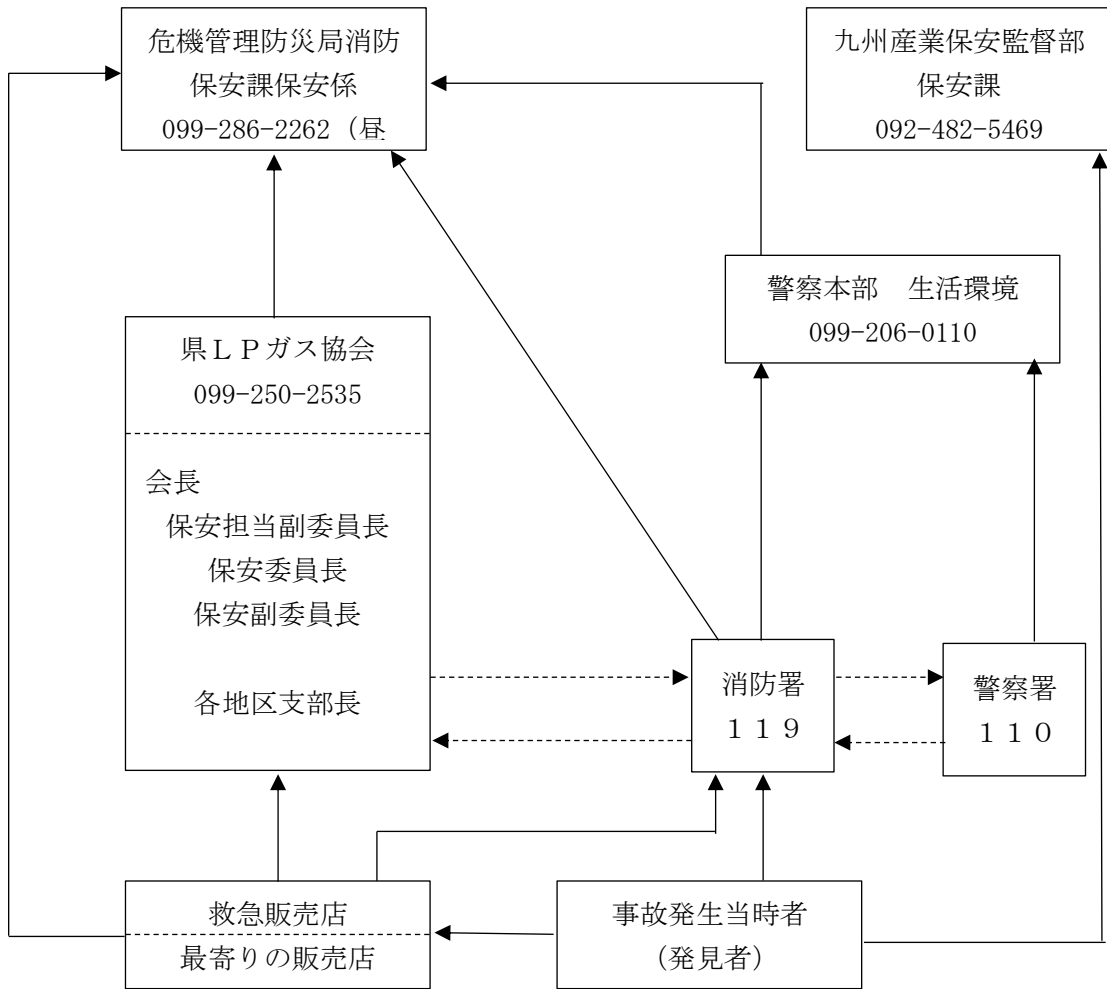 危機管理防災局消防
保安課保安係
099-286-2262（昼
九州産業保安監督部
保安課
092-482-5469
警察本部　生活環境
099-206-0110
県ＬＰガス協会
099-250-2535
会長
保安担当副委員長
保安委員長
保安副委員長
各地区支部長
消防署
１１９
警察署
１１０
救急販売店
最寄りの販売店
事故発生当時者
（発見者）